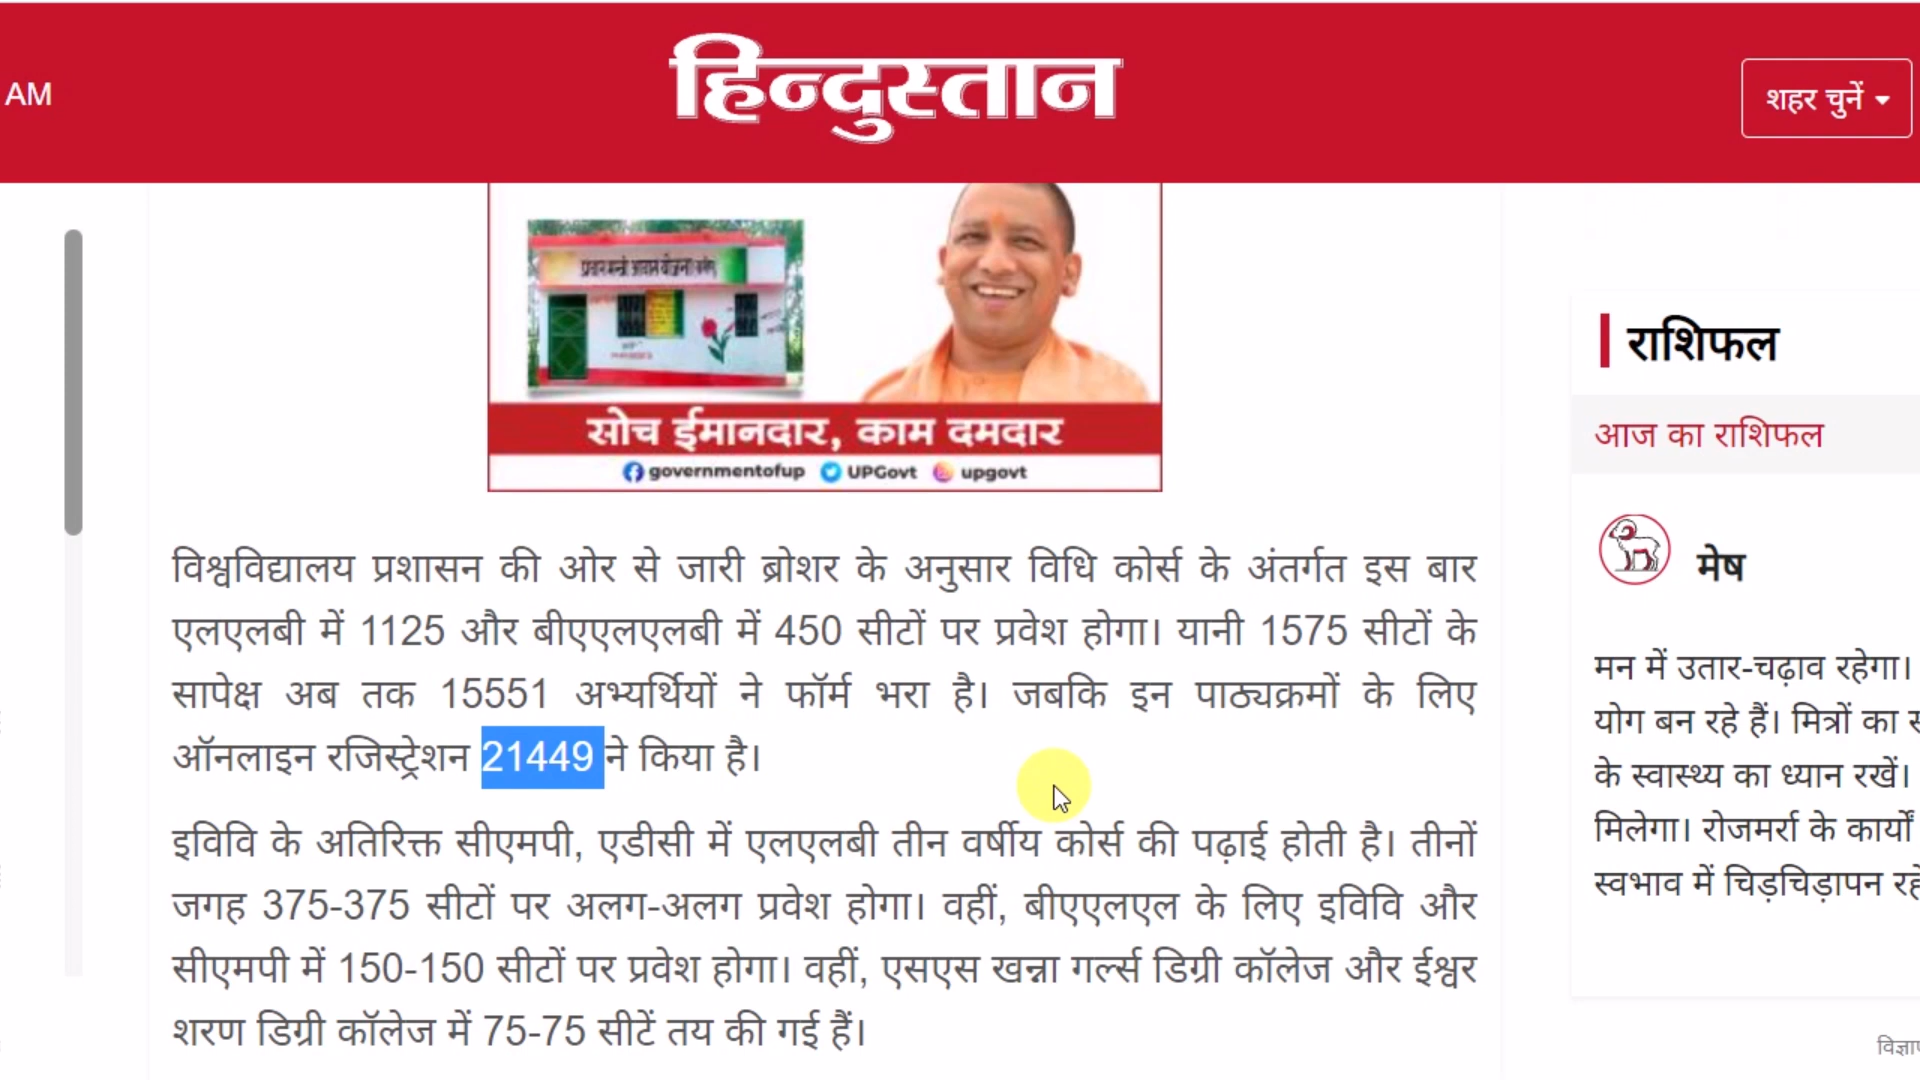 AM
हिन्दुस्तान
शहर चुनें
सोच ईमानदार, काम दमदार
governmentofup UPGovt upgovt
विश्वविद्यालय प्रशासन की ओर से जारी ब्रोशर के अनुसार विधि कोर्स के अंतर्गत इस बार
एलएलबी में 1125 और बीएएलएलबी में 450 सीटों पर प्रवेश होगा। यानी 1575 सीटों के
सापेक्ष अब तक 15551 अभ्यर्थियों ने फॉर्म भरा है। जबकि इन पाठ्यक्रमों के लिए
ऑनलाइन रजिस्ट्रेशन 21449 ने किया है।
इविवि के अतिरिक्त सीएमपी, एडीसी में एलएलबी तीन वर्षीय कोर्स की पढ़ाई होती है। तीनों
जगह 375-375 सीटों पर अलग-अलग प्रवेश होगा। वहीं, बीएएलएल के लिए इविवि और
सीएमपी में 150-150 सीटों पर प्रवेश होगा। वहीं, एसएस खन्ना गर्ल्स डिग्री कॉलेज और ईश्वर
शरण डिग्री कॉलेज में 75-75 सीटें तय की गई हैं।
राशिफल
आज का राशिफल
मेष
मन में उतार-चढ़ाव रहेगा।
योग बन रहे हैं। मित्रों का
के स्वास्थ्य का ध्यान रखें।
मिलेगा। रोजमर्रा के कार्यों
स्वभाव में चिड़चिड़ापन